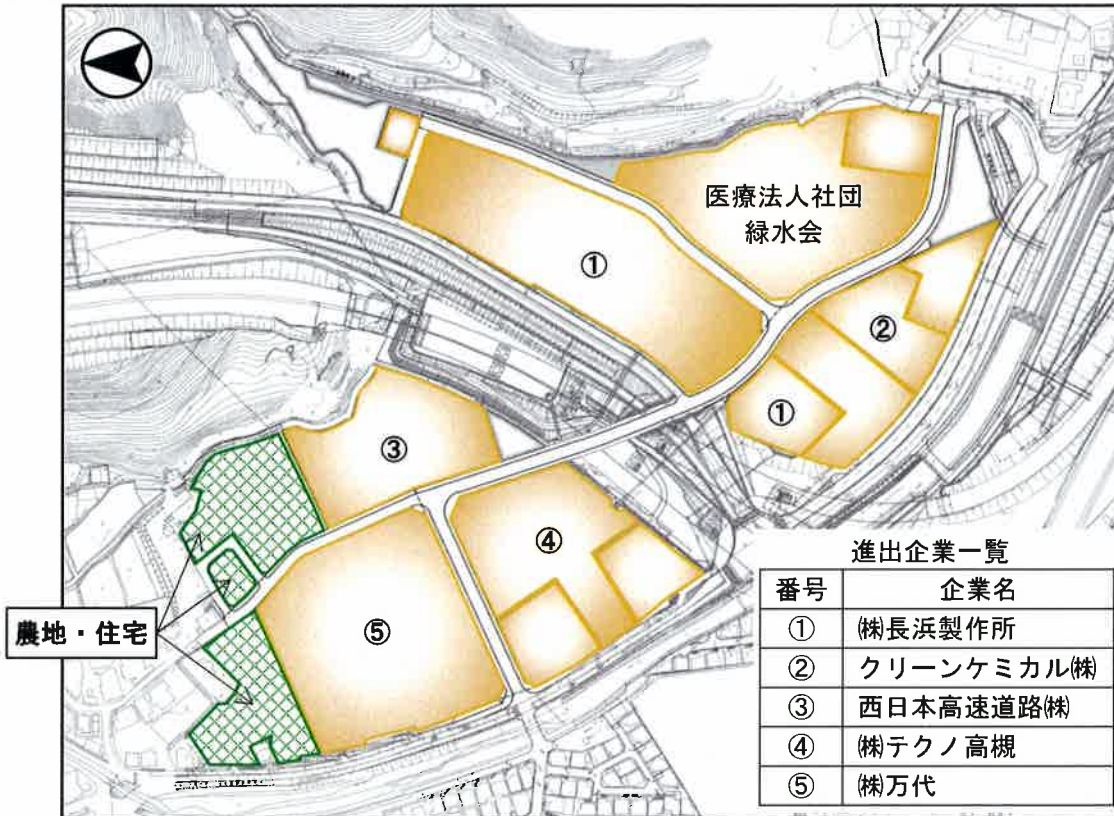 医療法人社団
緑水会
①
②
①
③
④
⑤
農地・住宅
進出企業一覧
番号 企業名
① ㈱長浜製作所
② クリーンケミカル㈱
③ 西日本高速道路㈱
④ ㈱テクノ高槻
⑤ ㈱万代